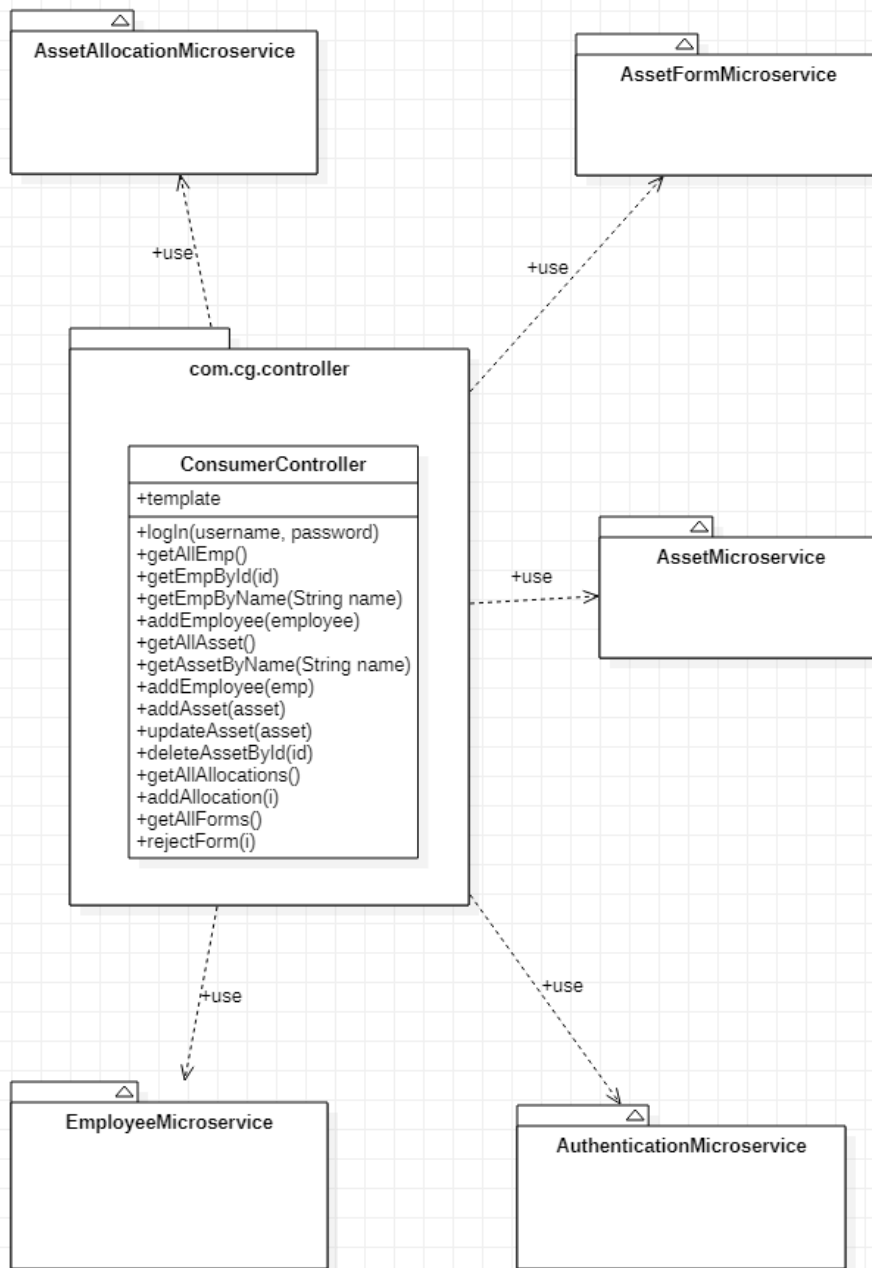 AssetAllocationMicroservice
AssetFormMicroservice
+use
+use
com.cg.controller
ConsumerController
+template
+logIn(username, password)
+getAllEmp()
+getEmpById(id)
+getEmpByName(String name)
+addEmployee(employee)
+getAllAsset()
+getAssetByName(String name)
+addEmployee(emp)
+addAsset(asset)
+updateAsset(asset)
+deleteAssetById(id)
+getAllAllocations()
+addAllocation(i)
+getAllForms()
+rejectForm(i)
+use
AssetMicroservice
+use
+use
EmployeeMicroservice
AuthenticationMicroservice